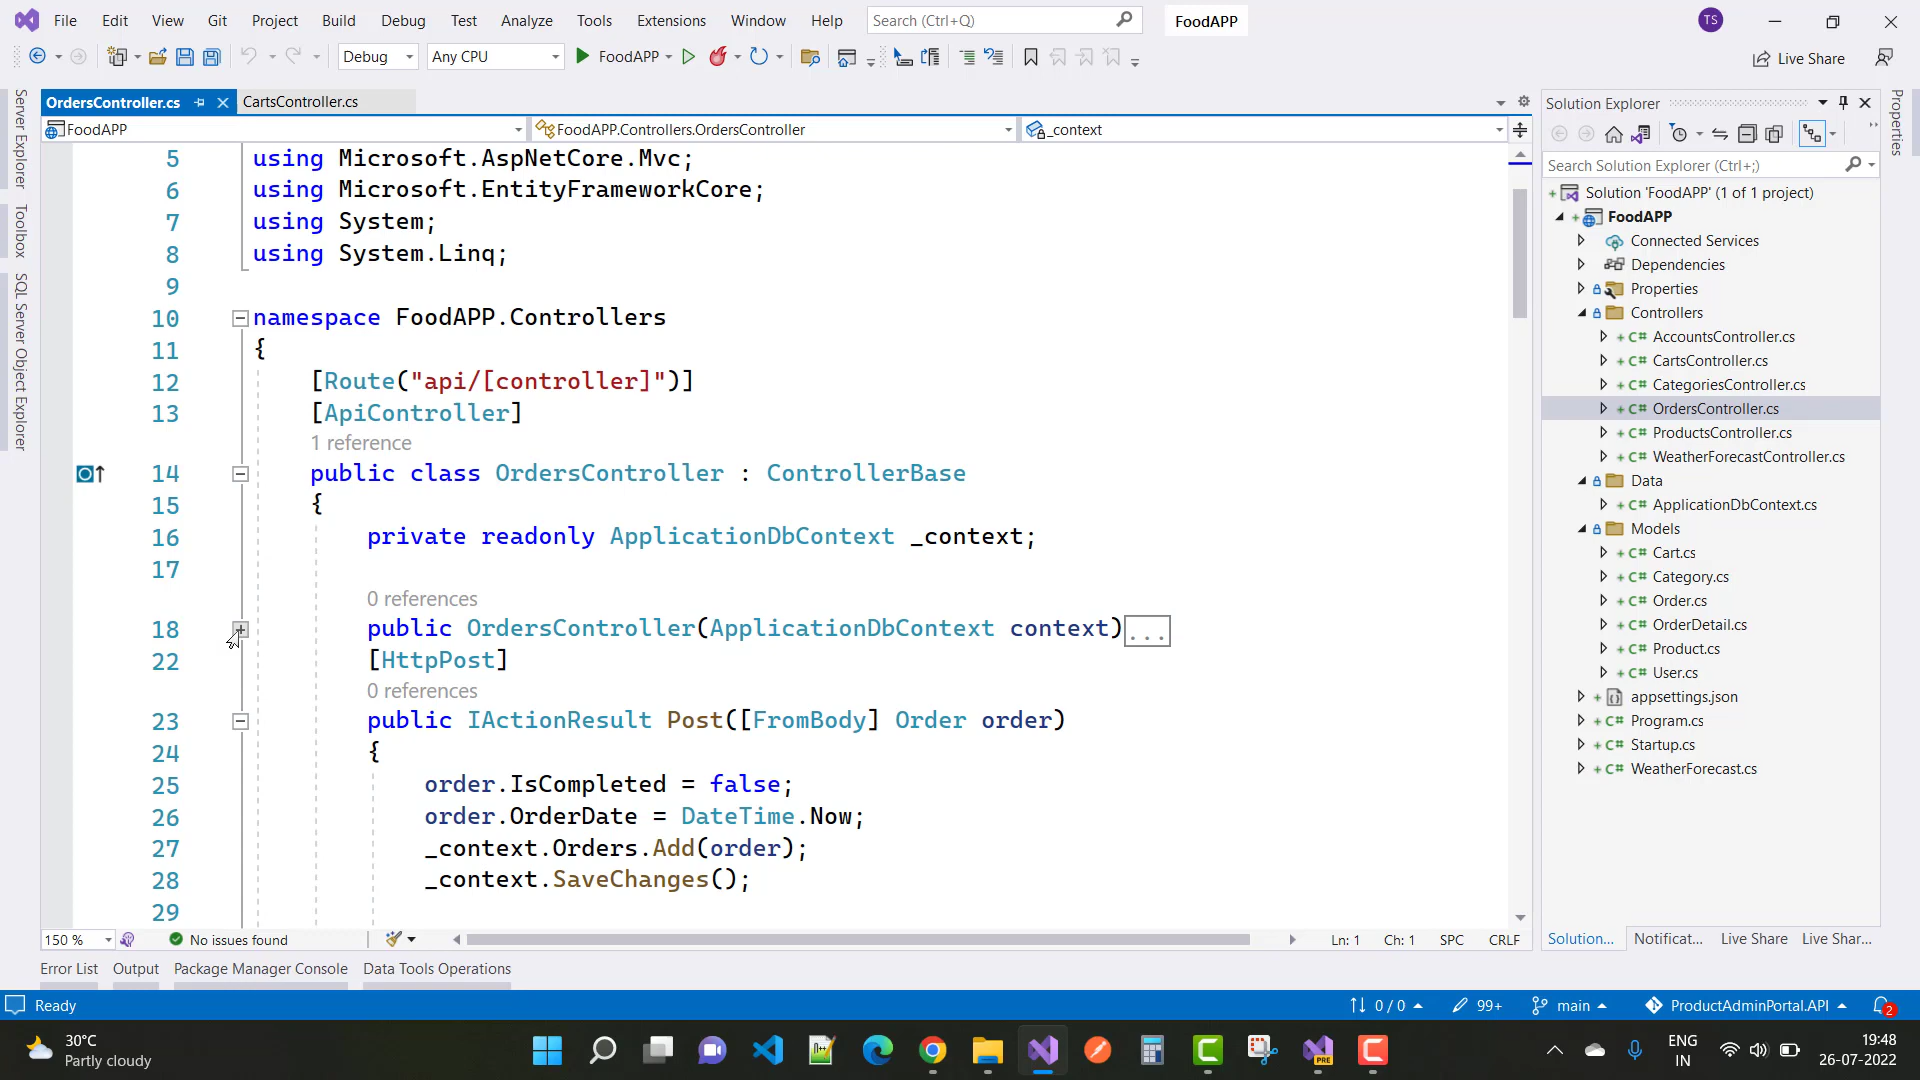 File Edit View Git Project Build Debug Test Analyze Tools Extensions Window Help Search (Ctrl+Q) FoodAPP TS
Debug Any CPU FoodAPP Live Share
Server Explorer
Toolbox
SQL Server Object Explorer
OrdersController.cs CartsController.cs
FoodAPP FoodAPP.Controllers.OrdersController _context
5 using Microsoft.AspNetCore.Mvc;
6 using Microsoft.EntityFrameworkCore;
7 using System;
8 using System.Linq;
9
10 namespace FoodAPP.Controllers
11 {
12 [Route("api/[controller]")]
13 [ApiController]
1 reference
14 public class OrdersController : ControllerBase
15 {
16 private readonly ApplicationDbContext _context;
17
0 references
18 public OrdersController(ApplicationDbContext context)...
22 [HttpPost]
0 references
23 public IActionResult Post([FromBody] Order order)
24 {
25 order.IsCompleted = false;
26 order.OrderDate = DateTime.Now;
27 _context.Orders.Add(order);
28 _context.SaveChanges();
29
150 % No issues found Ln: 1 Ch: 1 SPC CRLF
Solution Explorer
Search Solution Explorer (Ctrl+;)
Solution 'FoodAPP' (1 of 1 project)
FoodAPP
Connected Services
Dependencies
Properties
Controllers
C# AccountsController.cs
C# CartsController.cs
C# CategoriesController.cs
C# OrdersController.cs
C# ProductsController.cs
C# WeatherForecastController.cs
Data
C# ApplicationDbContext.cs
Models
C# Cart.cs
C# Category.cs
C# Order.cs
C# OrderDetail.cs
C# Product.cs
C# User.cs
appsettings.json
C# Program.cs
C# Startup.cs
C# WeatherForecast.cs
Solution... Notificat... Live Share Live Shar...
Properties
Error List Output Package Manager Console Data Tools Operations
Ready 0 / 0 99+ main ProductAdminPortal.API 2
30°C
Partly cloudy
PRE
ENG
IN
19:48
26-07-2022